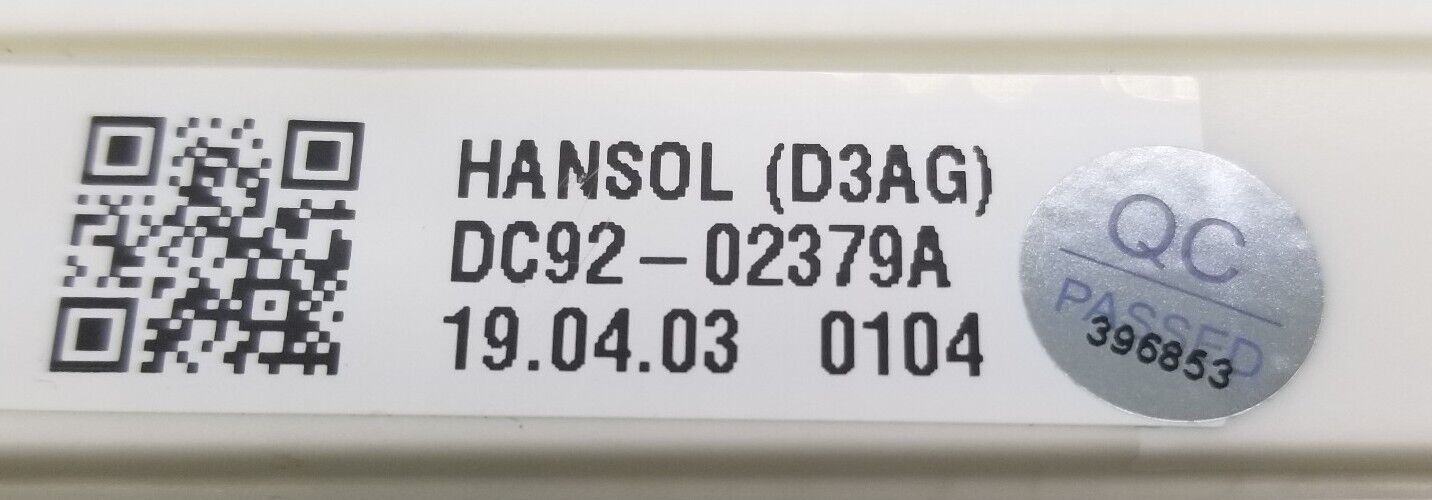 HANSOL (D3AG)
DC92-02379A
19.04.03 0104
QC
PASSED
396853